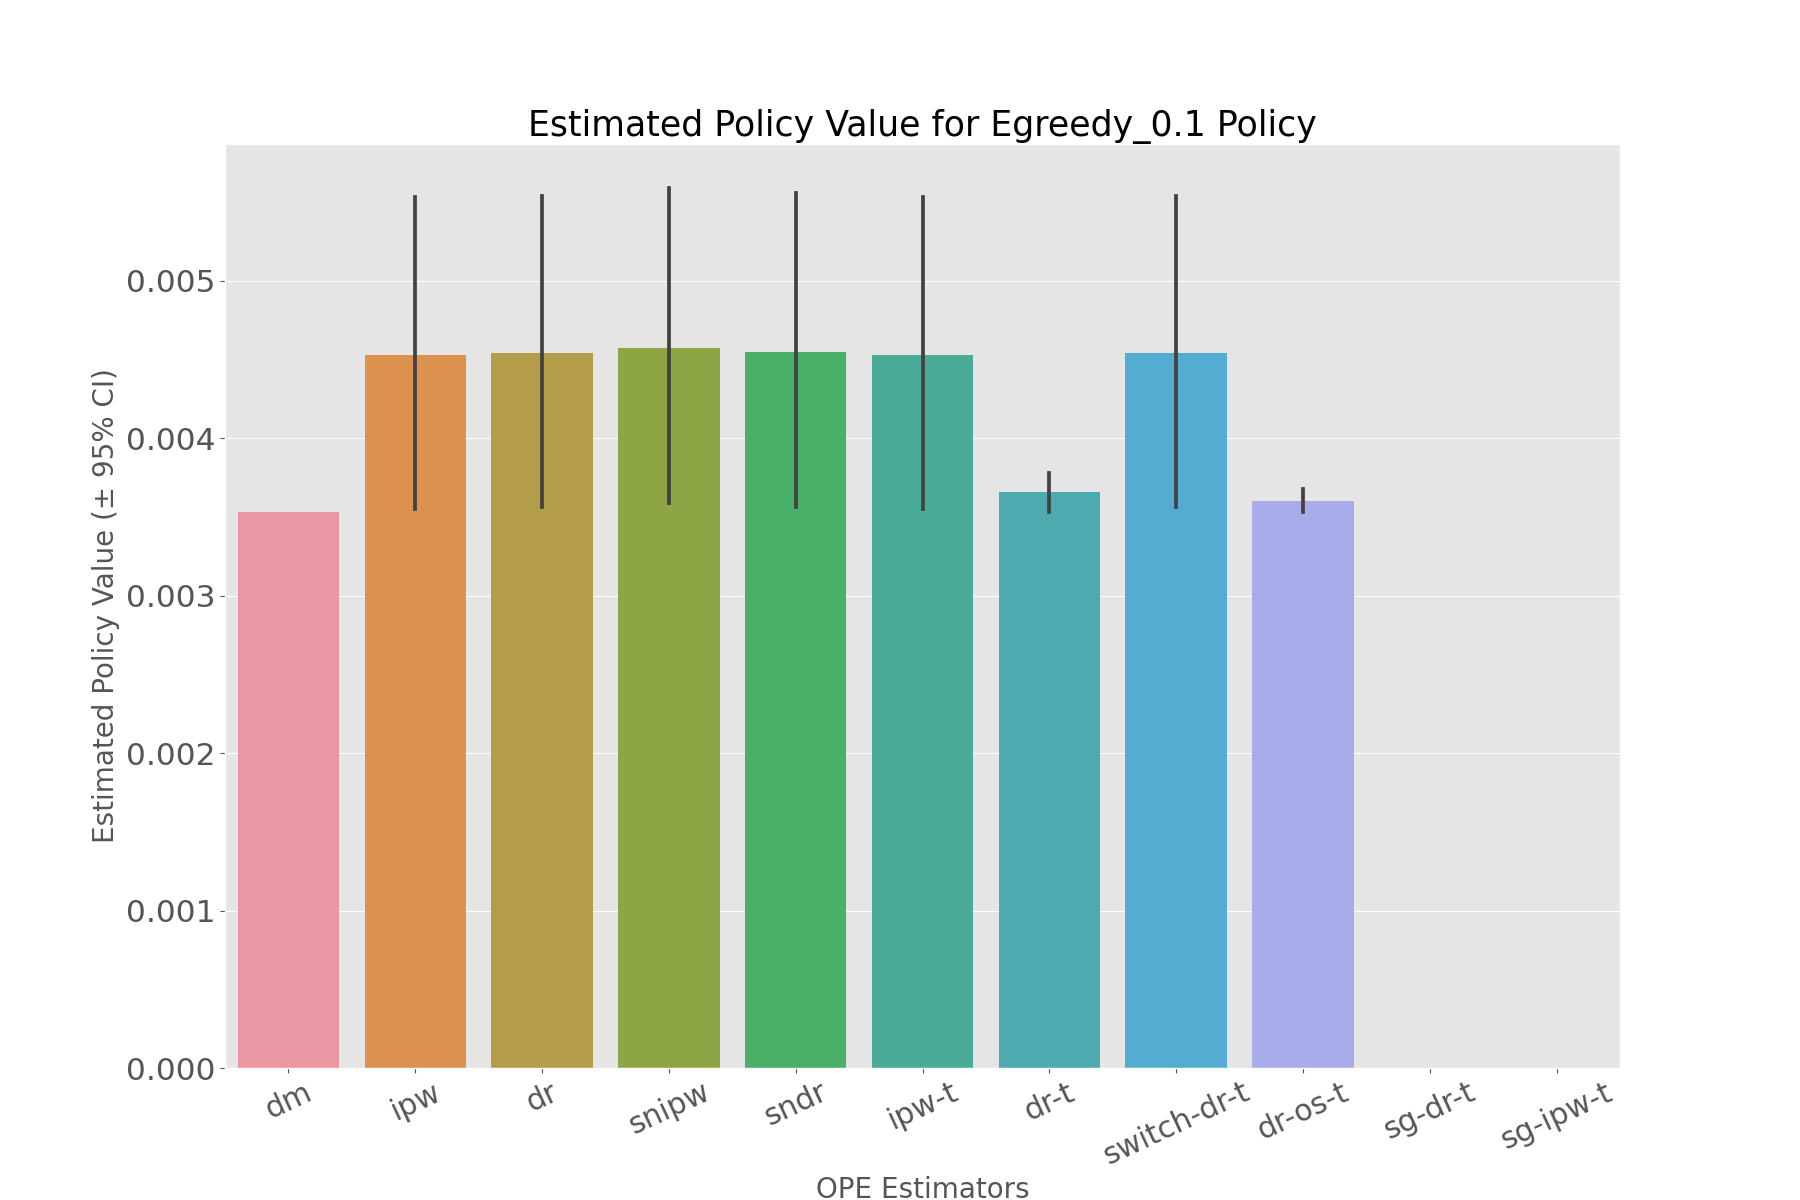 Estimated Policy Value for Egreedy_0.1 Policy
Estimated Policy Value (± 95% CI)
0.005
0.004
0.003
0.002
0.001
0.000
dm
ipw
dr
snipw
sndr
ipw-t
dr-t
switch-dr-t
dr-os-t
sg-dr-t
sg-ipw-t
OPE Estimators